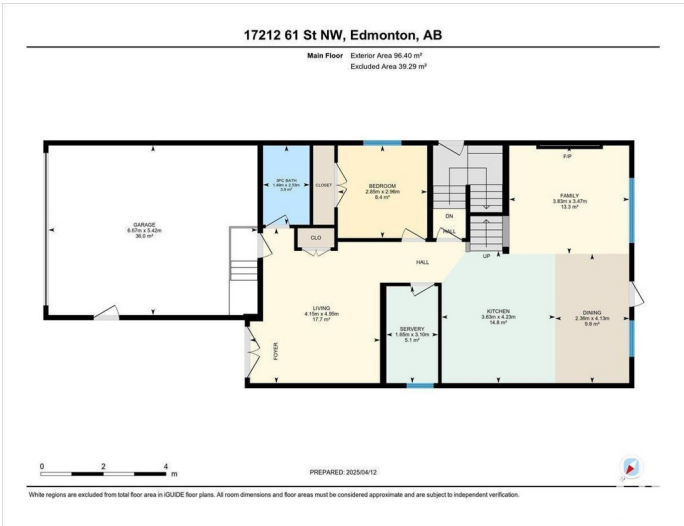 17212 61 St NW, Edmonton, AB
Main Floor Exterior Area 96.40 m²
Excluded Area 39.29 m²
F/P
3PC BATH
1.49m x 2.53m
3.8 m²
CLOSET
BEDROOM
2.85m x 2.96m
8.4 m²
FAMILY
3.83m x 3.47m
13.3 m²
GARAGE
6.67m x 5.42m
36.0 m²
DN
HALL
CLO
UP
HALL
LIVING
4.15m x 4.95m
17.7 m²
KITCHEN
3.63m x 4.23m
14.8 m²
DINING
2.36m x 4.13m
9.8 m²
SERVERY
1.65m x 3.10m
5.1 m²
FOYER
0 2 4
m
PREPARED: 2025/04/12
White regions are excluded from total floor area in iGUIDE floor plans. All room dimensions and floor areas must be considered approximate and are subject to independent verification.